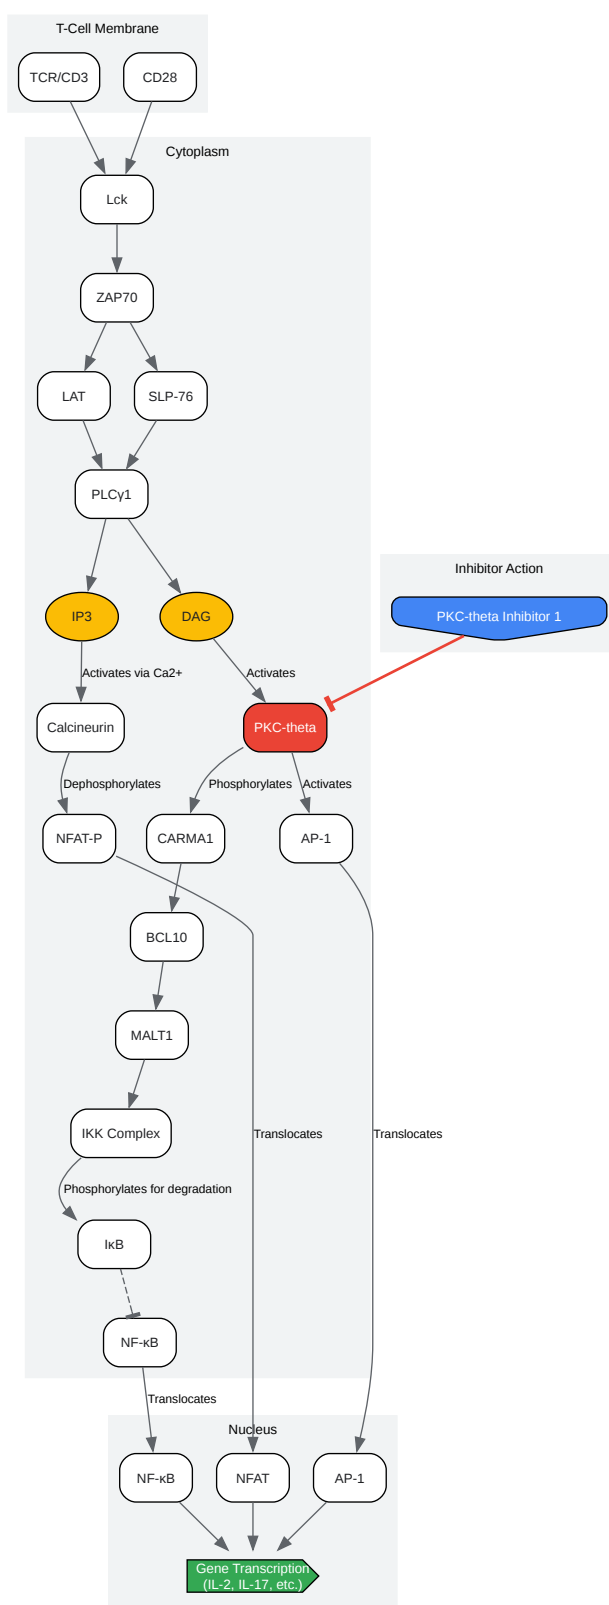 T-Cell Membrane
TCR/CD3
CD28
Cytoplasm
Lck
ZAP70
LAT
SLP-76
PLCγ1
Inhibitor Action
PKC-theta Inhibitor 1
IP3
DAG
Activates via Ca2+
Activates
Calcineurin
PKC-theta
Dephosphorylates
Phosphorylates
Activates
NFAT-P
CARMA1
AP-1
BCL10
MALT1
IKK Complex
Translocates
Translocates
Phosphorylates for degradation
IκB
NF-κB
Translocates
Nucleus
NF-κB
NFAT
AP-1
Gene Transcription
(IL-2, IL-17, etc.)